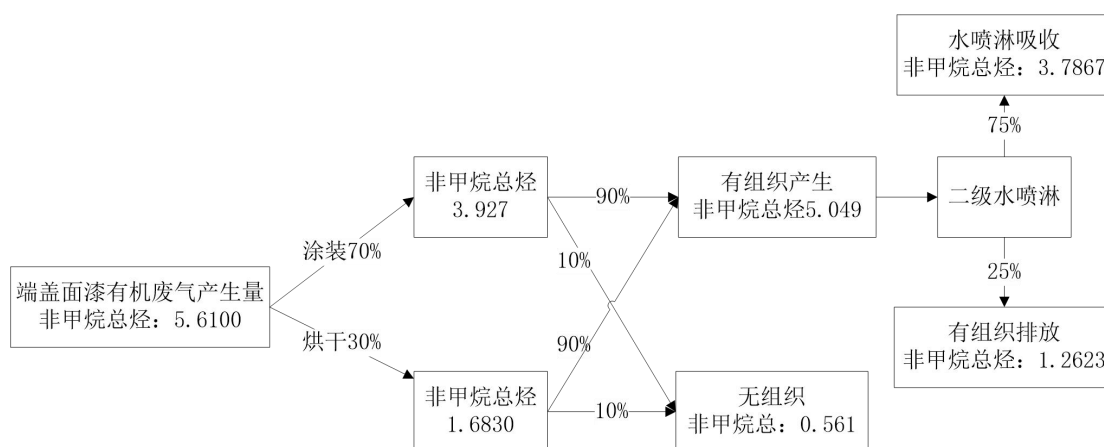 水喷淋吸收
非甲烷总烃：3.7867
75%
非甲烷总烃
3.927
90%
有组织产生
非甲烷总烃5.049
二级水喷淋
涂装70%
10%
25%
端盖面漆有机废气产生量
非甲烷总烃：5.6100
烘干30%
90%
有组织排放
非甲烷总烃：1.2623
非甲烷总烃
1.6830
10%
无组织
非甲烷总：0.561